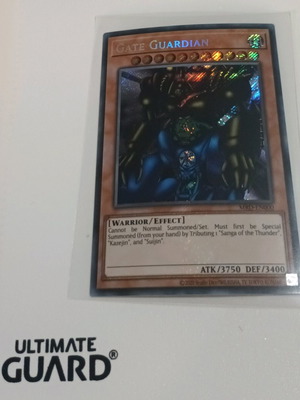 GATE GUARDIAN
[WARRIOR/EFFECT]
Cannot be Normal Summoned/Set. Must First be Special
Summoned (from your hand) by Tributing 1 "Sanga of the Thunder",
"Kazejin", and "Suijin".
ATK/3750 DEF/3400
ULTIMATE
GUARD®